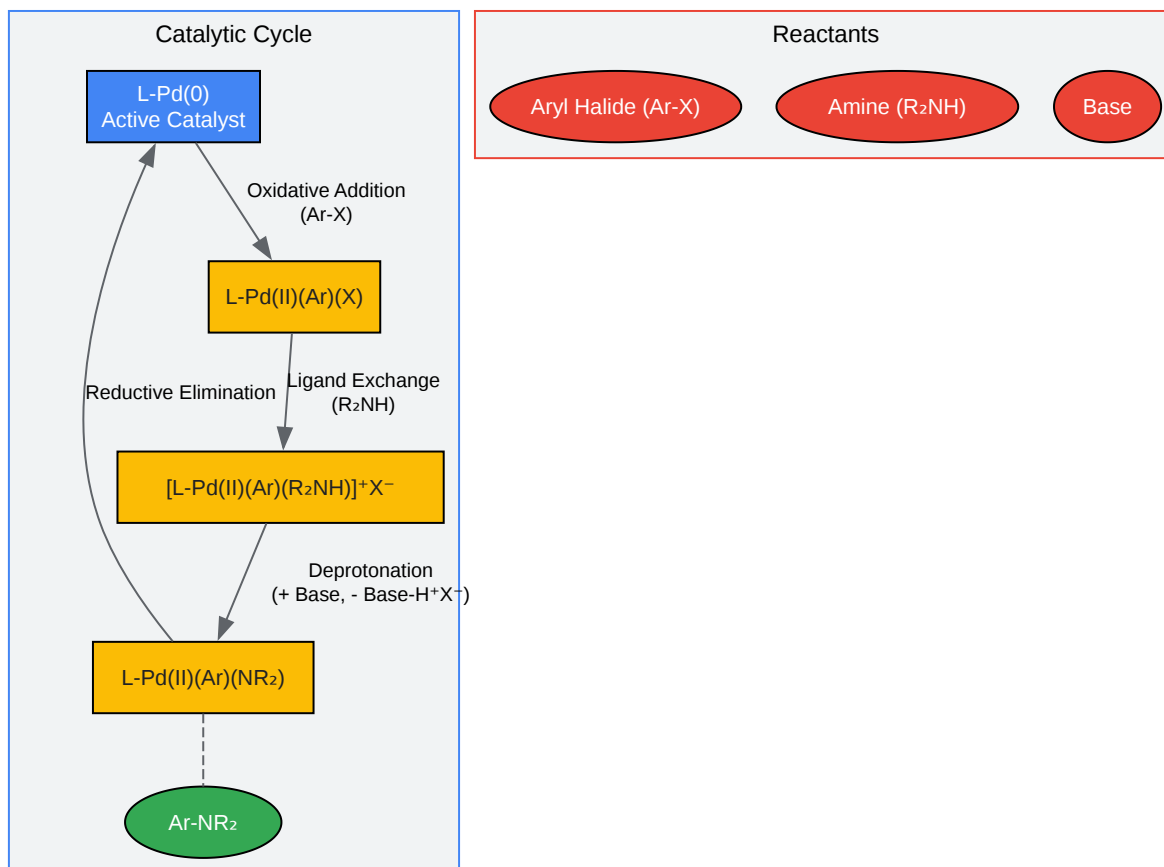 Catalytic Cycle
L-Pd(0)
Active Catalyst
Oxidative Addition
(Ar-X)
L-Pd(II)(Ar)(X)
Reductive Elimination
Ligand Exchange
(R₂NH)
[L-Pd(II)(Ar)(R₂NH)]⁺X⁻
Deprotonation
(+ Base, - Base-H⁺X⁻)
L-Pd(II)(Ar)(NR₂)
Ar-NR₂
Reactants
Aryl Halide (Ar-X)
Amine (R₂NH)
Base